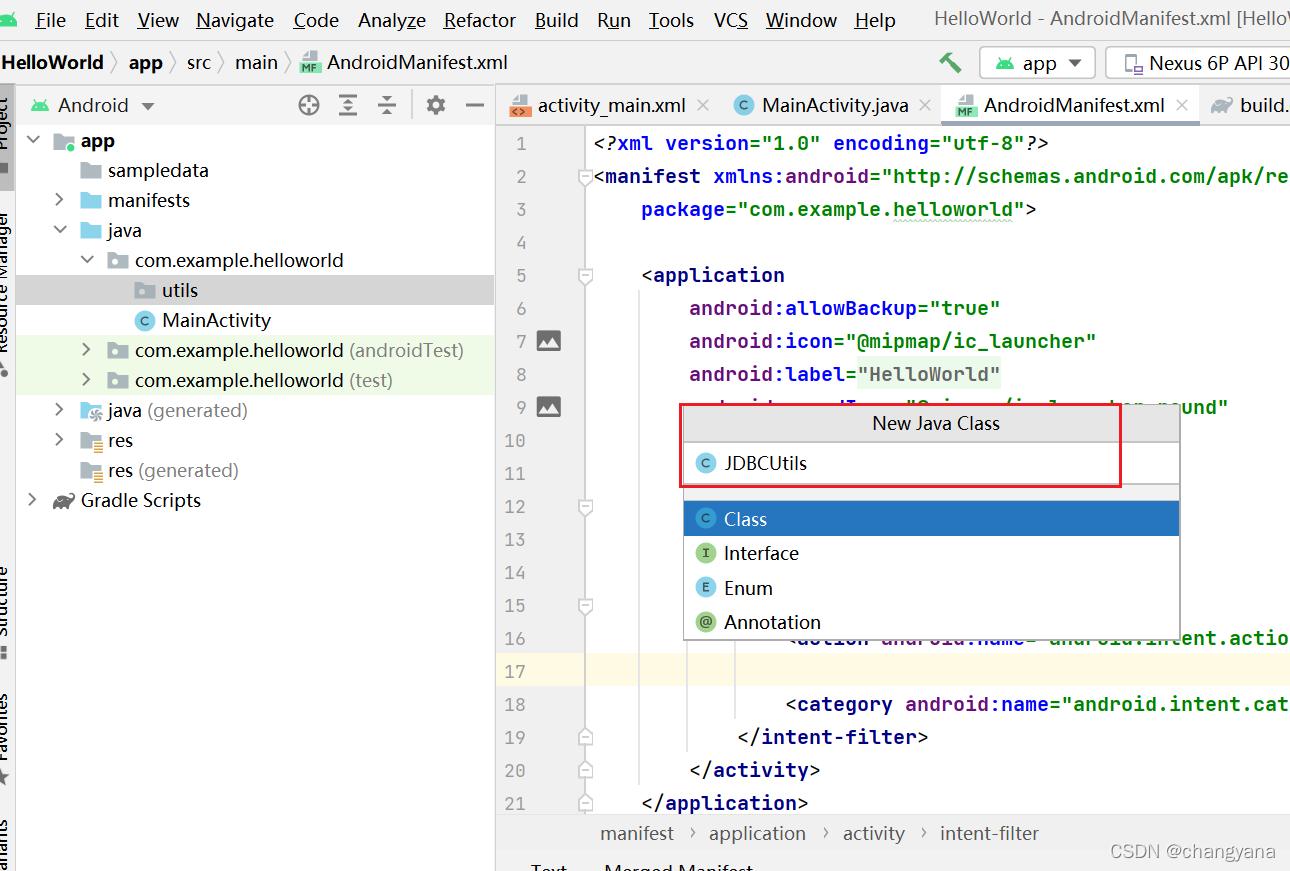 File Edit View Navigate Code Analyze Refactor Build Run Tools VCS Window Help HelloWorld - AndroidManifest.xml [Hello
HelloWorld app src main AndroidManifest.xml app Nexus 6P API 30
Project
Resource Manager
Structure
Favorites
Android
app
sampledata
manifests
java
com.example.helloworld
utils
MainActivity
com.example.helloworld (androidTest)
com.example.helloworld (test)
java (generated)
res
res (generated)
Gradle Scripts
activity_main.xml MainActivity.java AndroidManifest.xml build.
1 <?xml version="1.0" encoding="utf-8"?>
2 <manifest xmlns:android="http://schemas.android.com/apk/re
3 package="com.example.helloworld">
4
5 <application
6 android:allowBackup="true"
7 android:icon="@mipmap/ic_launcher"
8 android:label="HelloWorld"
9
10
11
12
13
14
15
16 <action android:name="android.intent.actio
17
18 <category android:name="android.intent.cat
19 </intent-filter>
20 </activity>
21 </application>
New Java Class
JDBCUtils
Class
Interface
Enum
Annotation
manifest application activity intent-filter
Text Merged Manifest
CSDN @changyana